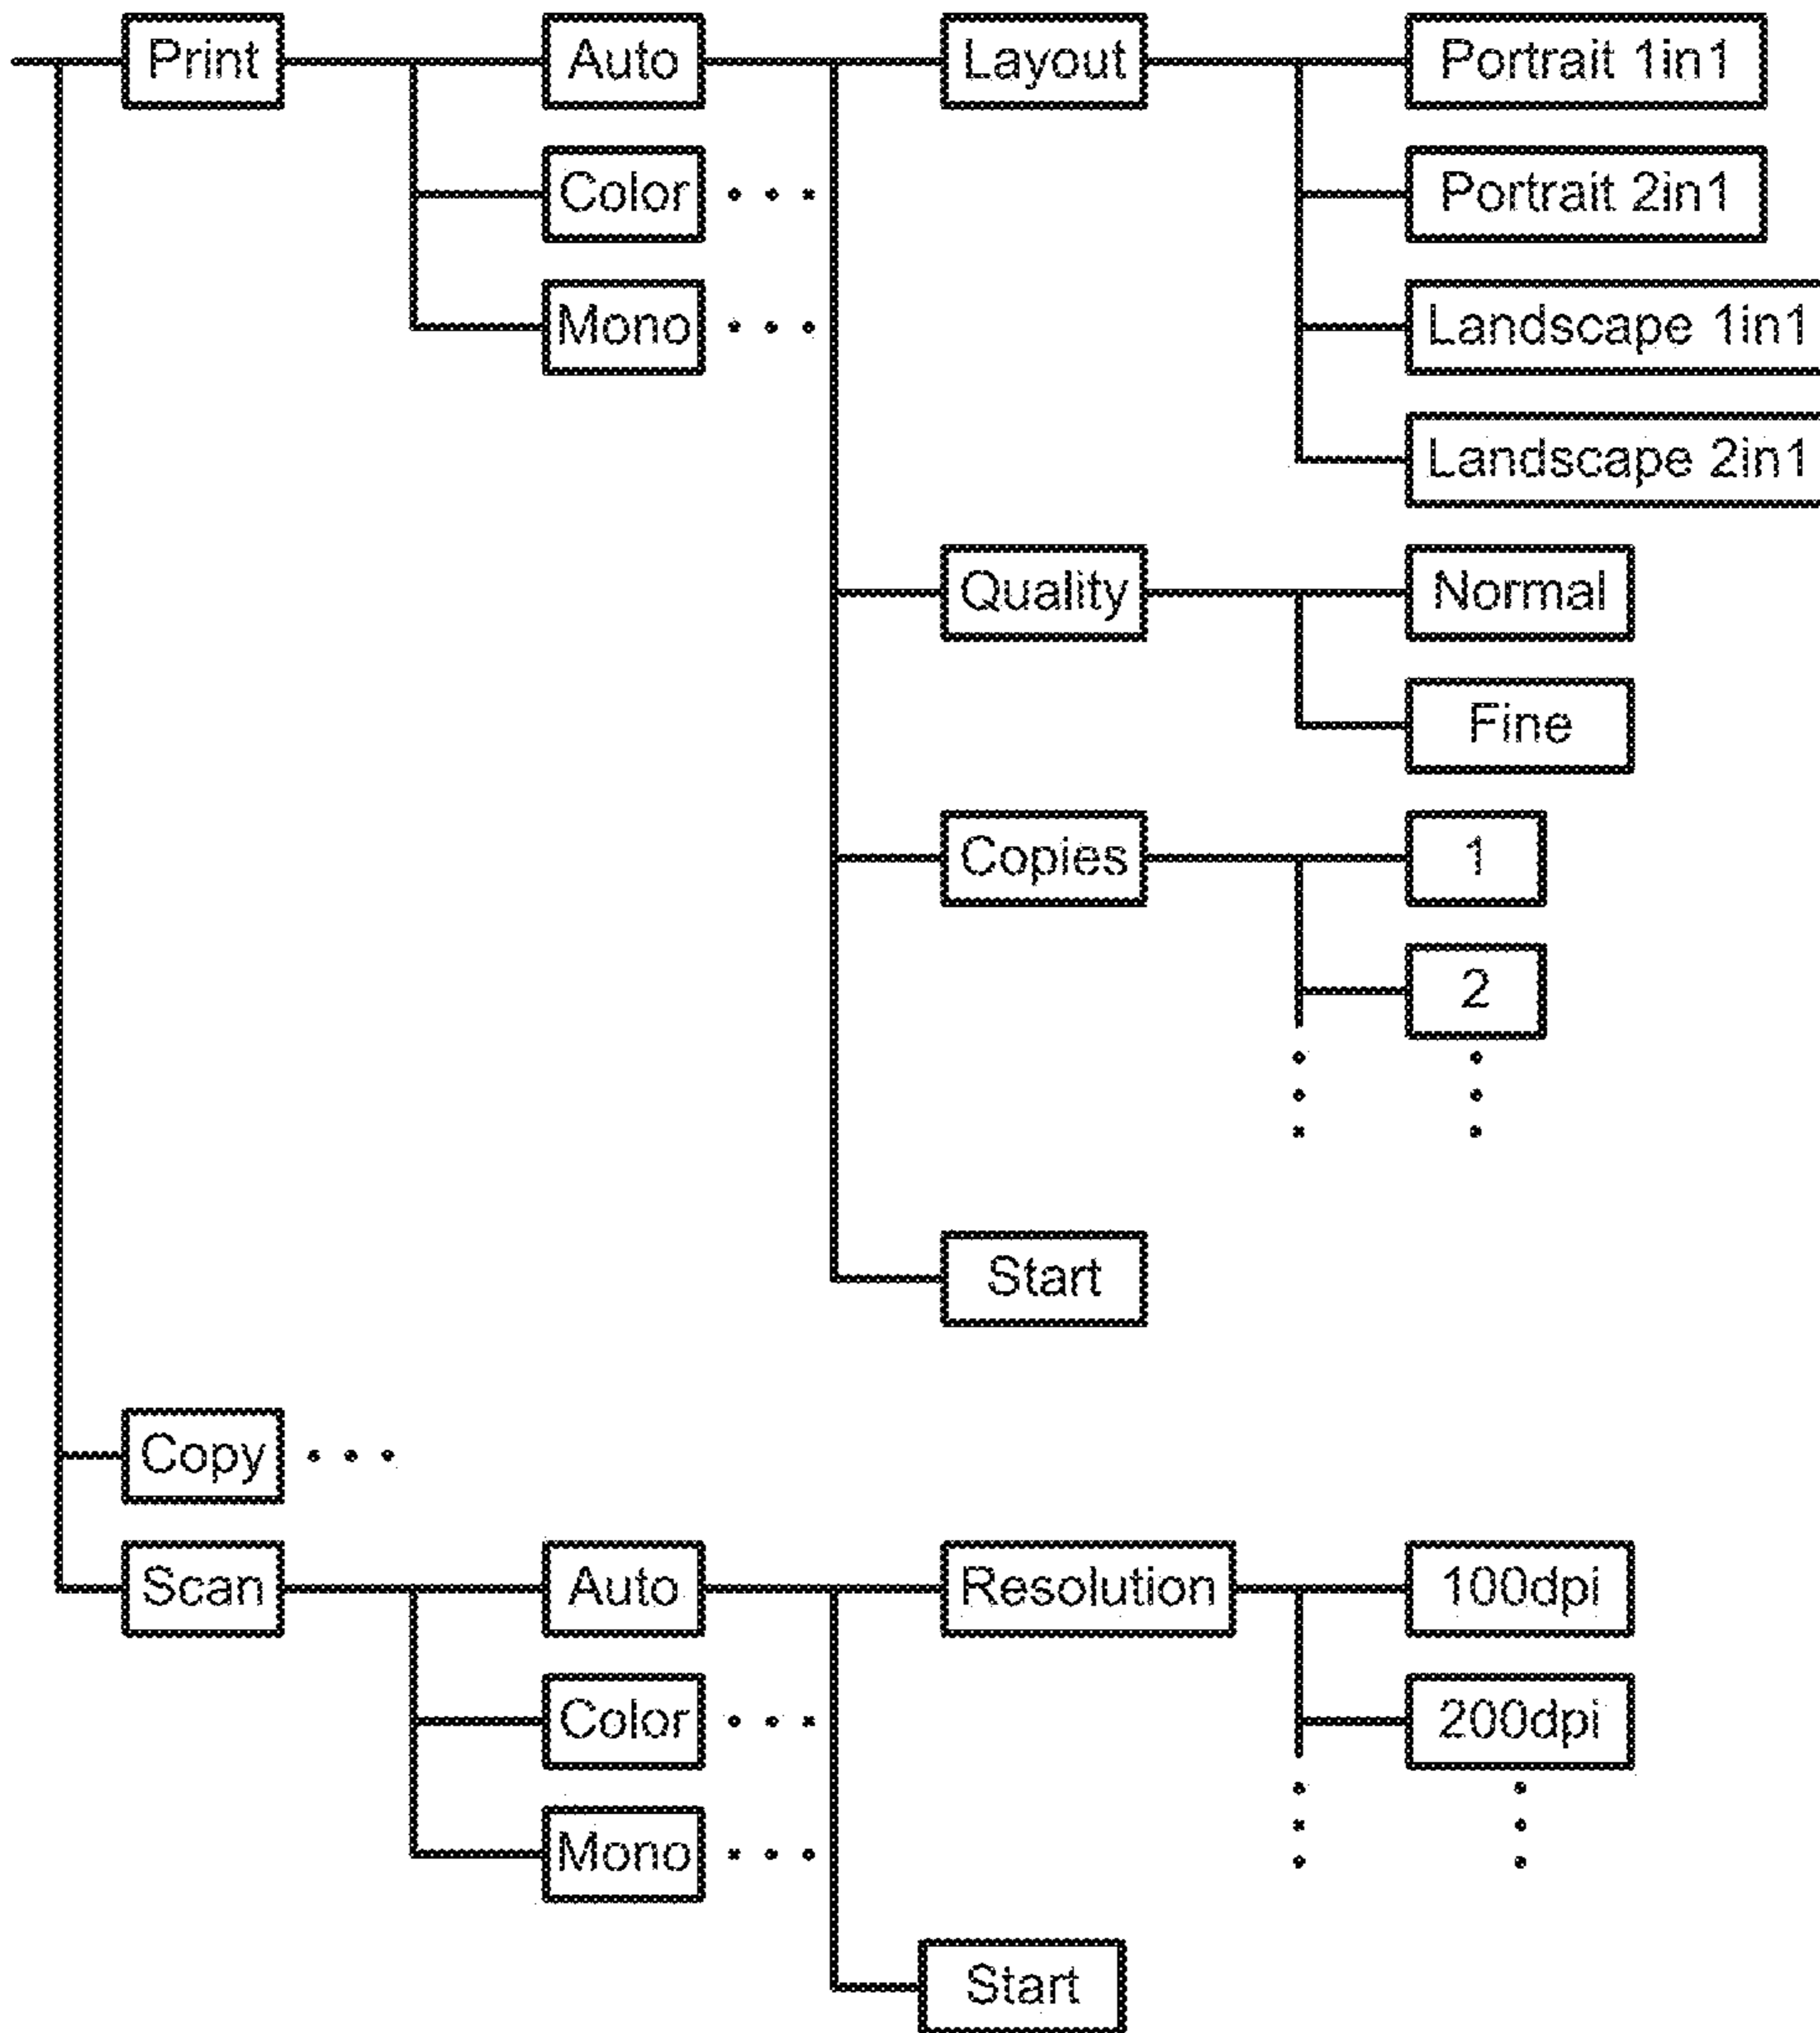 Print Auto Layout Portrait 1in1
Color ・・・ Portrait 2in1
Mono ・・・ Landscape 1in1
Landscape 2in1
Quality Normal
Fine
Copies 1
2
Start
Copy ・・・
Scan Auto Resolution 100dpi
Color ・・・ 200dpi
Mono ・・・
Start